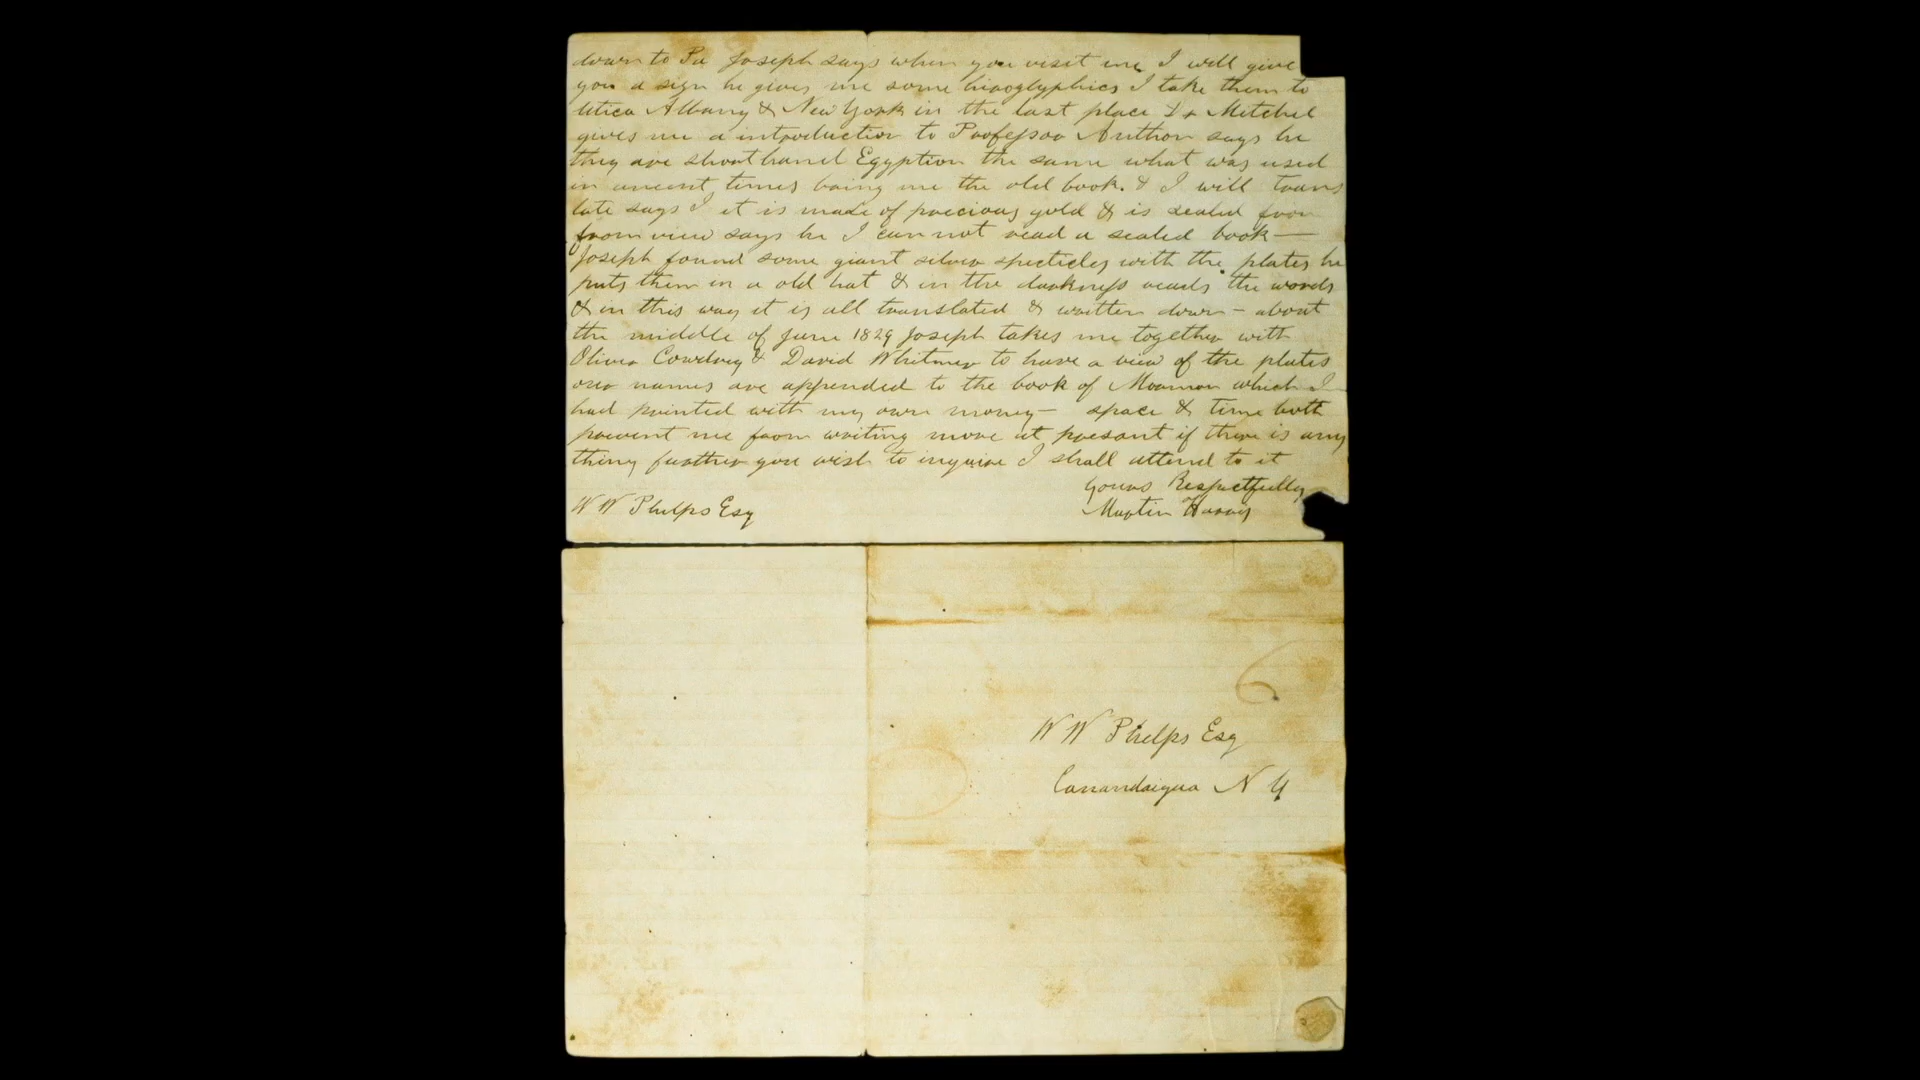 down to Pa Joseph says when you visit me I will give
you a sign he gives me some hiroglyphics I take them to
Utica Albany & New York in the last place Dr Mitchel
gives me a introduction to Professor Anthon says he
they are short hand Egyption the same what was used
in ancent times bring me the old book & I will trans
late says I it is made of precious gold & is sealed from
from view says he I can not read a sealed book—
Joseph found some giant silver specticles with the plates he
puts them in a old hat & in the darkness reads the words
& in this way it is all translated & written down – about
the middle of June 1829 Joseph takes me together with
Oliver Cowdrey & David Whitmer to have a view of the plates
our names are appended to the book of Mormon which I
had printed with my own money— space & time both
prevent me from writing more at presant if there is any
thing further you wish to inquire I shall attend to it
Yours Respectfully
W W Phelps Esq
Martin Harris
6
W W Phelps Esq
Canandaigua N Y